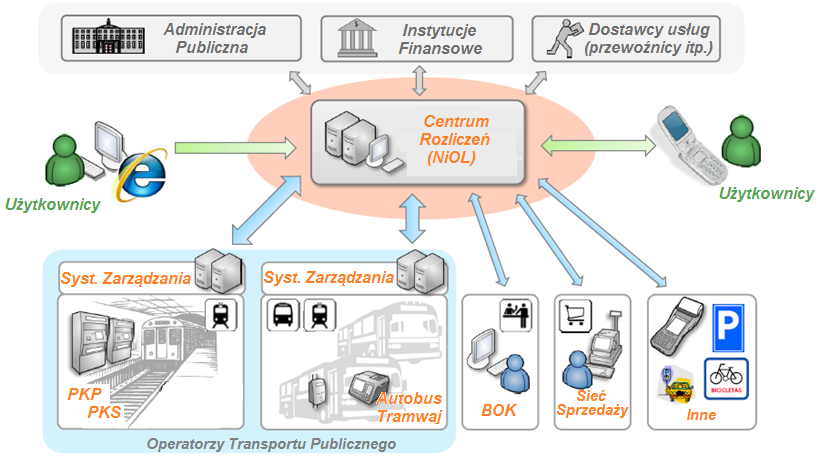 Administracja
Publiczna
Instytucje
Finansowe
Dostawcy usług
(przewoźnicy itp.)
Centrum
Rozliczeń
(NiOL)
Użytkownicy
Użytkownicy
Syst. Zarządzania
Syst. Zarządzania
PKP
PKS
Autobus
Tramwaj
BOK
Sieć
Sprzedaży
P
BICICLETAS
Inne
Operatorzy Transportu Publicznego